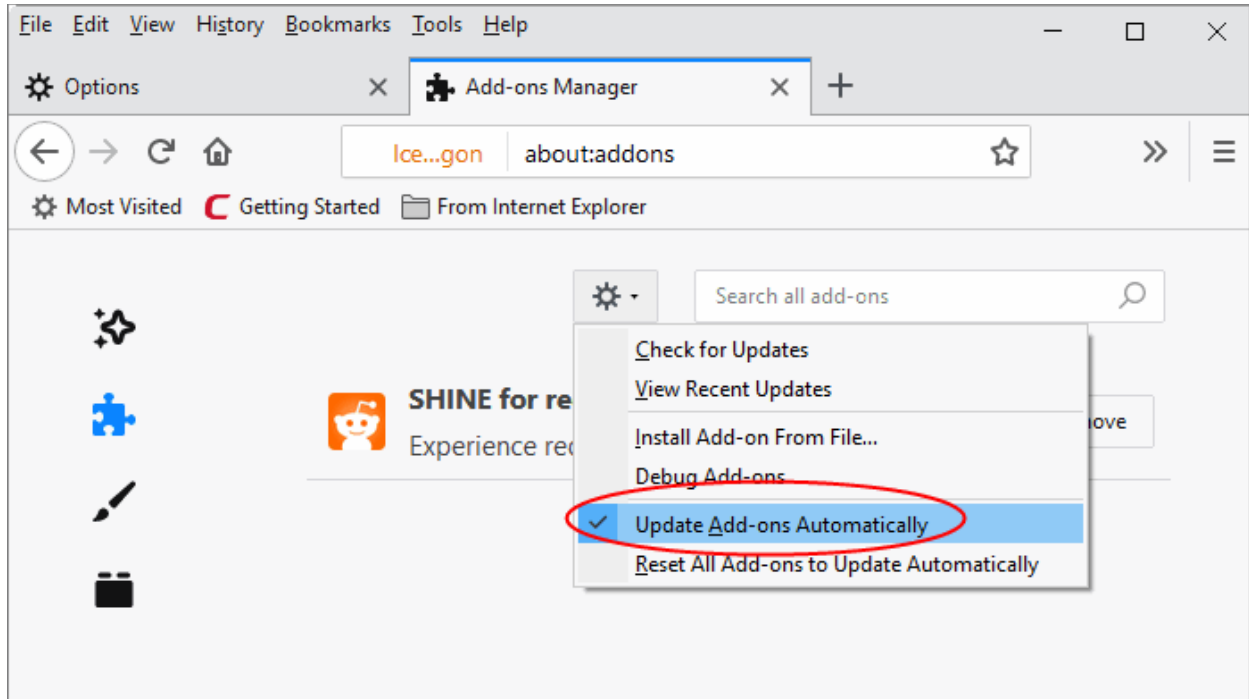 File Edit View History Bookmarks Tools Help
Options Add-ons Manager
Ice...gon about:addons
Most Visited Getting Started From Internet Explorer
Search all add-ons
Check for Updates
View Recent Updates
SHINE for re
Experience rec
Install Add-on From File...
ove
Debug Add-ons
Update Add-ons Automatically
Reset All Add-ons to Update Automatically